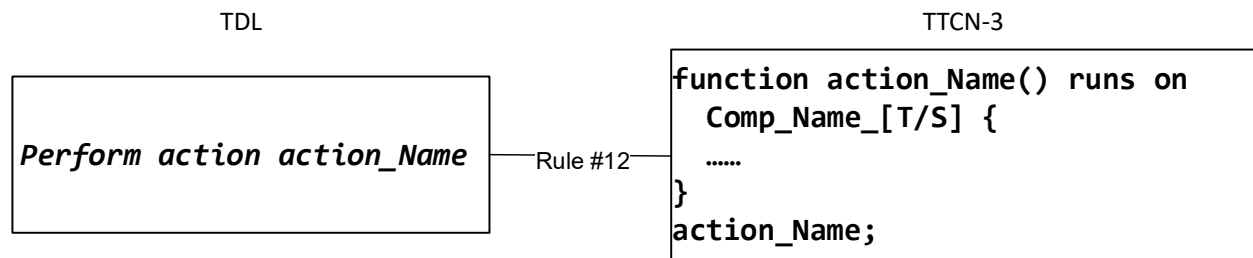 TDL
TTCN-3
Perform action action_Name
Rule #12
function action_Name() runs on
Comp_Name_[T/S] {
……
}
action_Name;